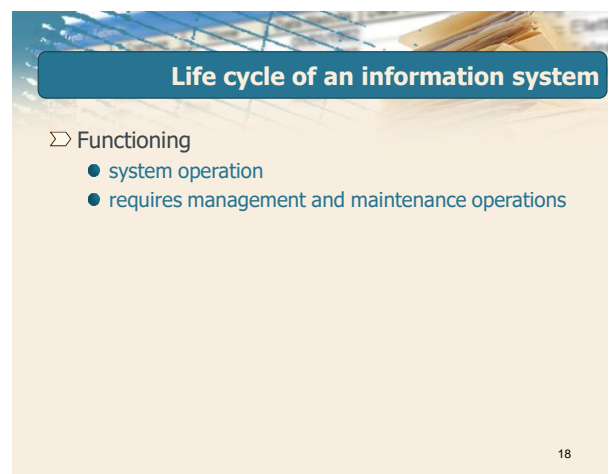 Life cycle of an information system
Functioning
system operation
requires management and maintenance operations
18